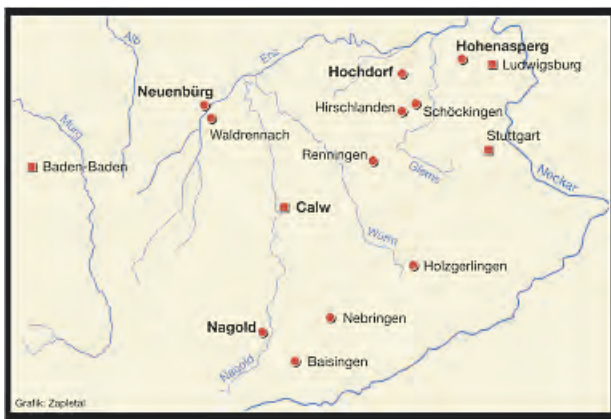 Alb
Enz
Hohenasperg
Hochdorf
Ludwigsburg
Neuenbürg
Hirschlanden
Schöckingen
Waldrennach
Murg
Stuttgart
Renningen
Glems
Baden-Baden
Neckar
Calw
Würm
Holzgerlingen
Nebringen
Nagold
Baisingen
Nagold
Grafik: Zapletal